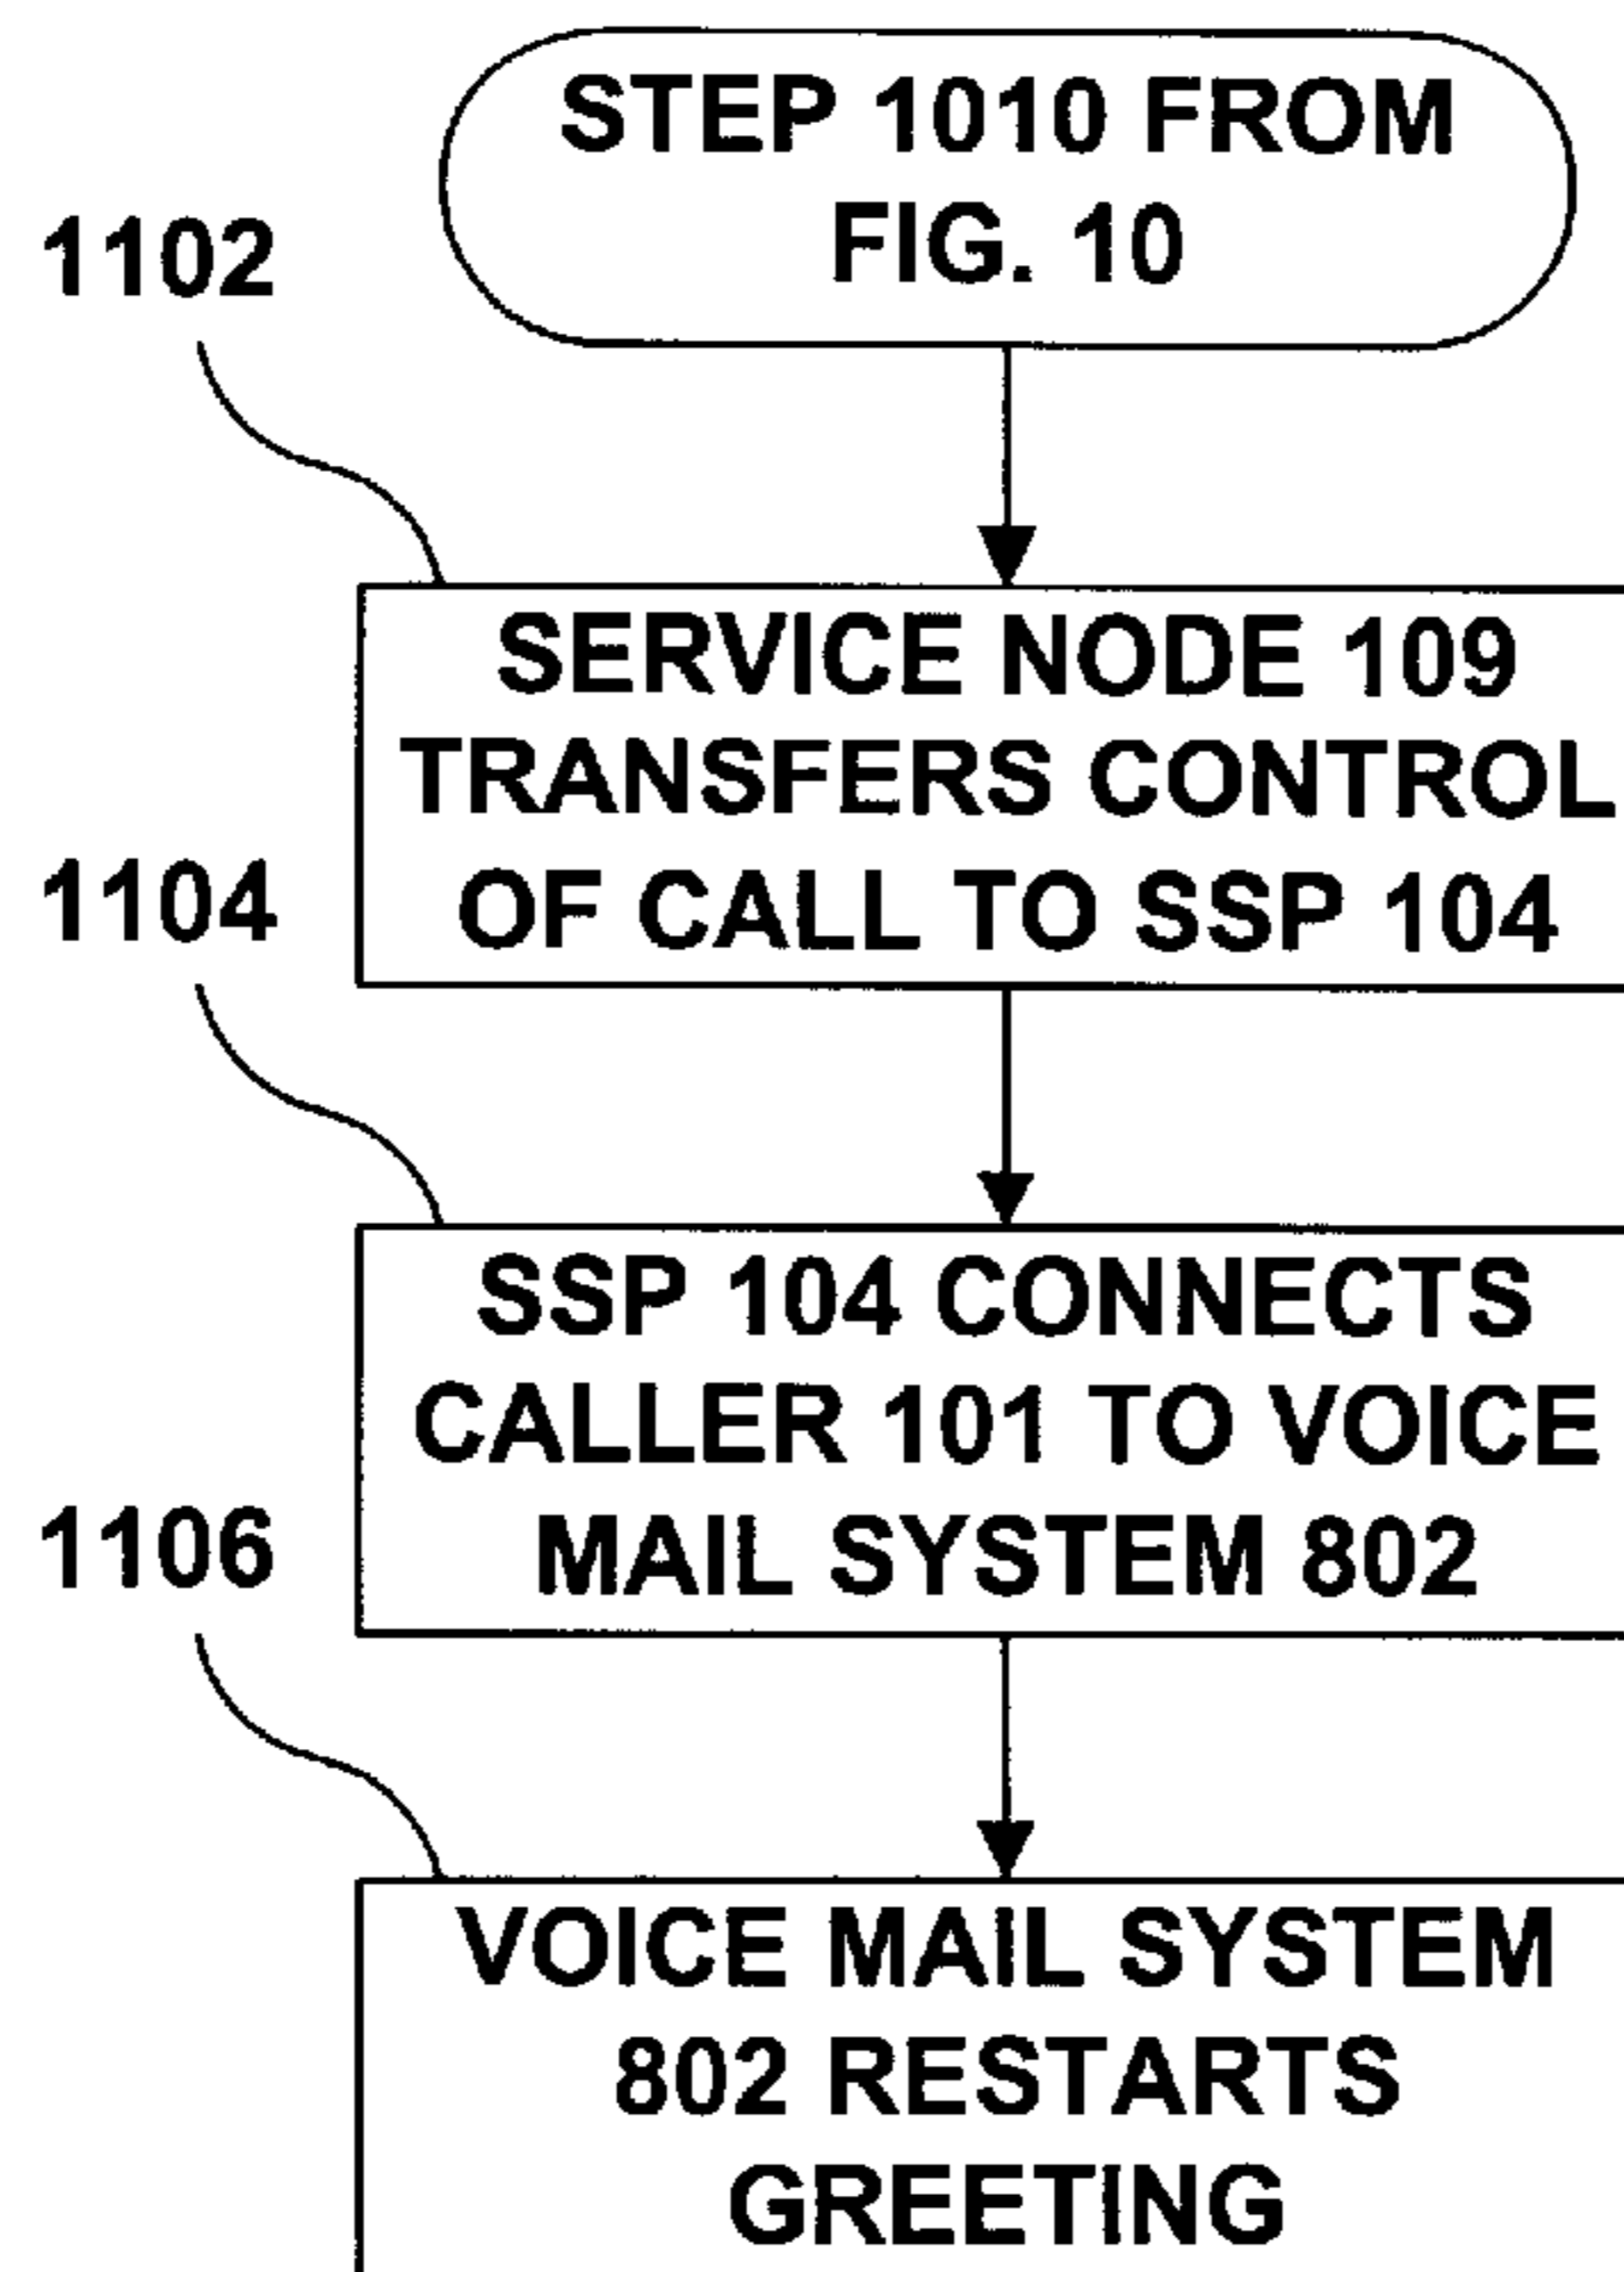 STEP 1010 FROM
FIG. 10
1102
SERVICE NODE 109
TRANSFERS CONTROL
OF CALL TO SSP 104
1104
SSP 104 CONNECTS
CALLER 101 TO VOICE
MAIL SYSTEM 802
1106
VOICE MAIL SYSTEM
802 RESTARTS
GREETING